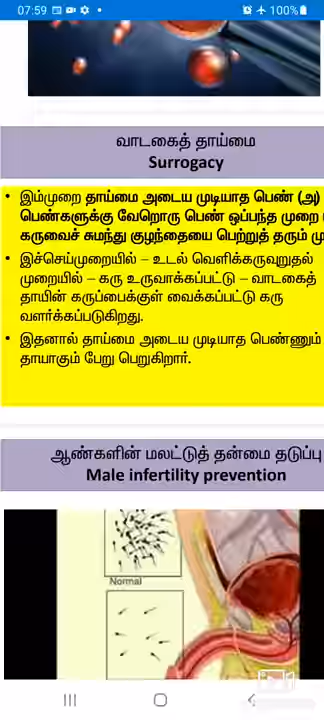 07:59
100%
வாடகைத் தாய்மை
Surrogacy
• இம்முறை தாய்மை அடைய முடியாத பெண் (அ)
பெண்களுக்கு வேறொரு பெண் ஒப்பந்த முறை
கருவைச் சுமந்து குழந்தையை பெற்றுத் தரும்
• இச்செய்முறையில் – உடல் வெளிக்கருவுறுதல்
முறையில் – கரு உருவாக்கப்பட்டு – வாடகைத்
தாயின் கருப்பைக்குள் வைக்கப்பட்டு கரு
வளர்க்கப்படுகிறது.
• இதனால் தாய்மை அடைய முடியாத பெண்ணும்
தாயாகும் பேறு பெறுகிறார்.
ஆண்களின் மலட்டுத் தன்மை தடுப்பு
Male infertility prevention
Normal